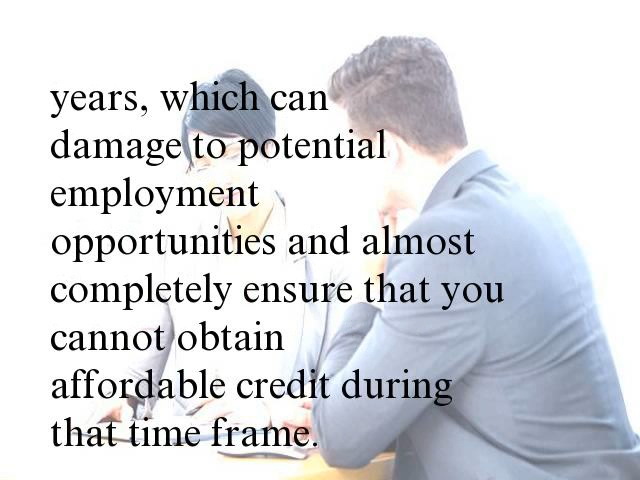 years, which can
damage to potential
employment
opportunities and almost
completely ensure that you
cannot obtain
affordable credit during
that time frame.